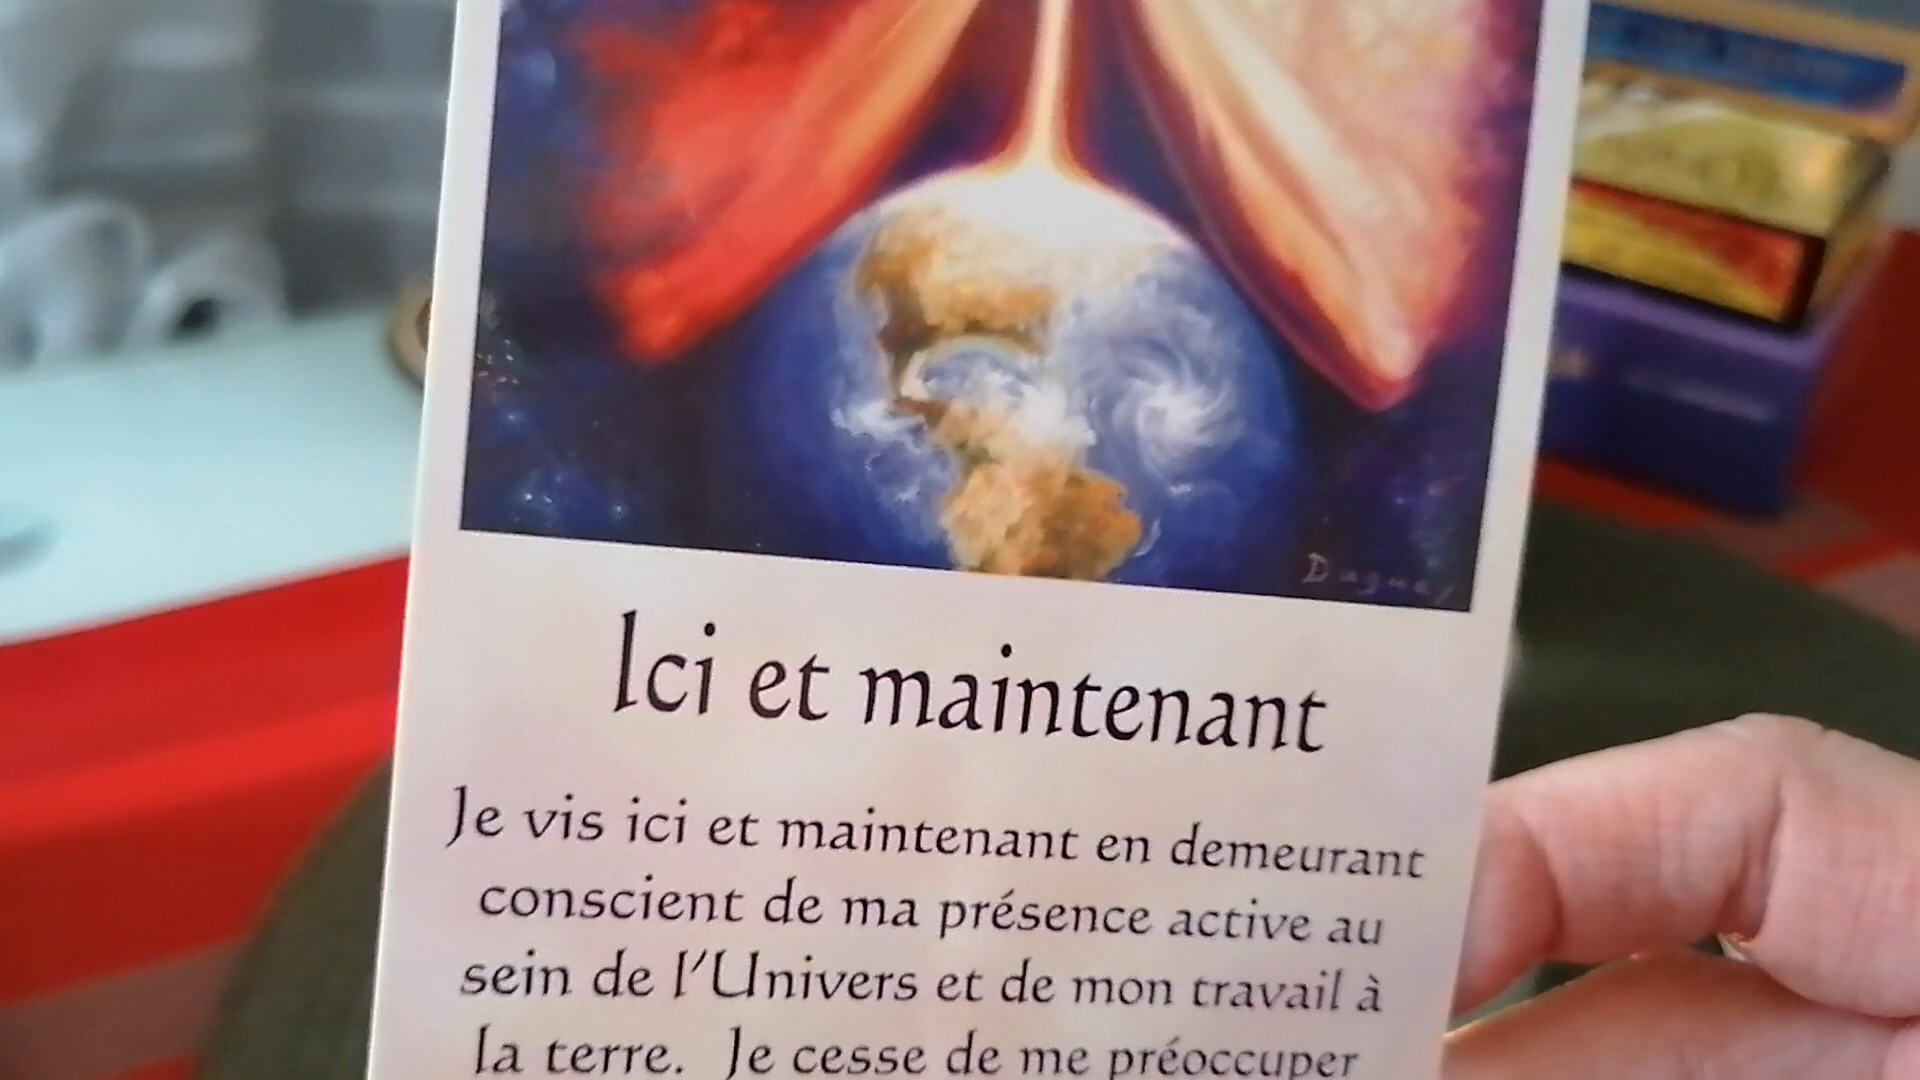 Ici et maintenant
Je vis ici et maintenant en demeurant
conscient de ma présence active au
sein de l'Univers et de mon travail à
la terre. Je cesse de me préoccuper